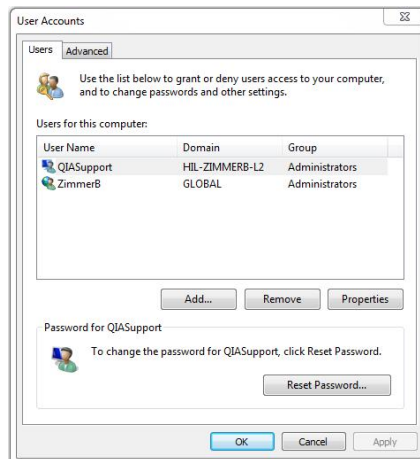 User Accounts
Users Advanced
Use the list below to grant or deny users access to your computer,
and to change passwords and other settings.
Users for this computer:
User Name Domain Group
QIASupport HIL-ZIMMERB-L2 Administrators
ZimmerB GLOBAL Administrators
Add... Remove Properties
Password for QIASupport
To change the password for QIASupport, click Reset Password.
Reset Password...
OK Cancel Apply